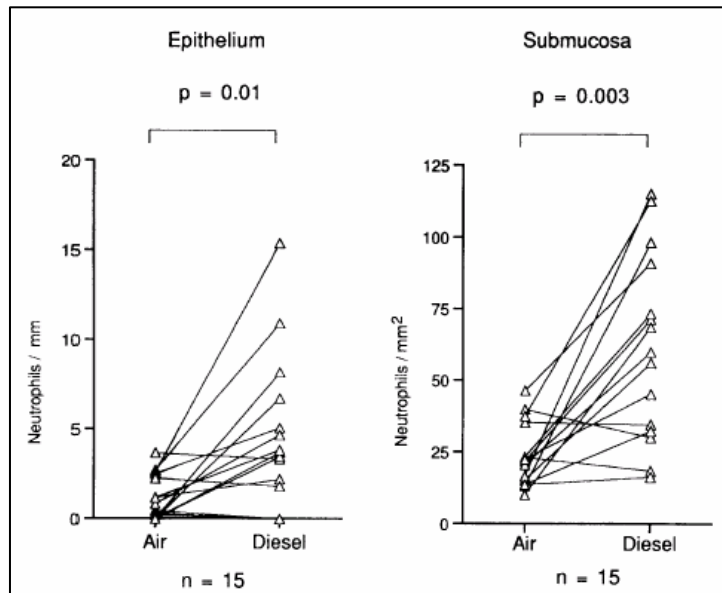 Epithelium
p = 0.01
20
15
10
5
0
Neutrophils / mm
Air
Diesel
n = 15
Submucosa
p = 0.003
125
100
75
50
25
0
Neutrophils / mm²
Air
Diesel
n = 15